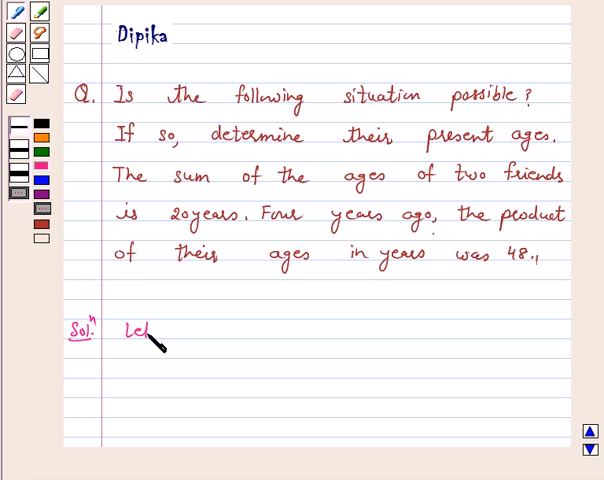 Dipika
Q. Is the following situation possible?
If so, determine their present ages.
The sum of the ages of two friends
is 20 years. Four years ago, the product
of their ages in years was 48.
Solⁿ. Let